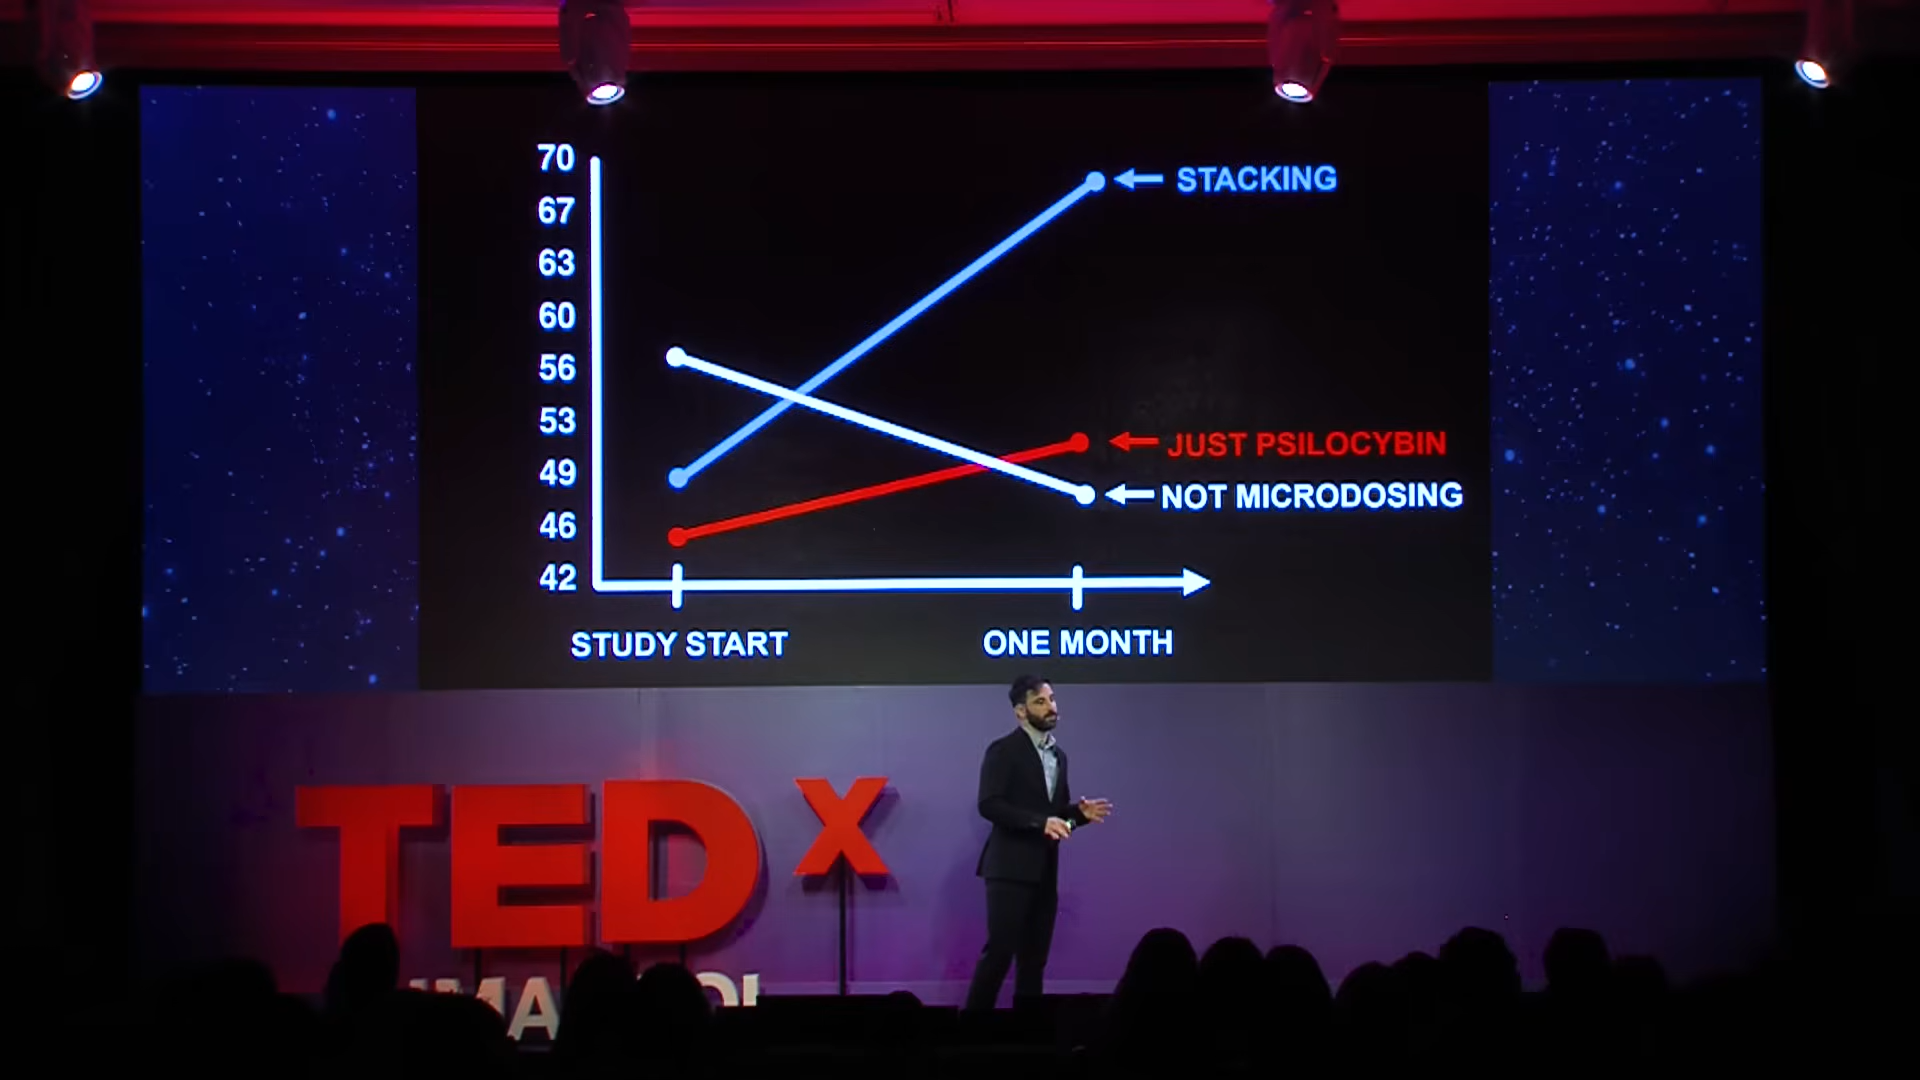 70
67
63
60
56
53
49
46
42
STACKING
JUST PSILOCYBIN
NOT MICRODOSING
STUDY START
ONE MONTH
TEDx